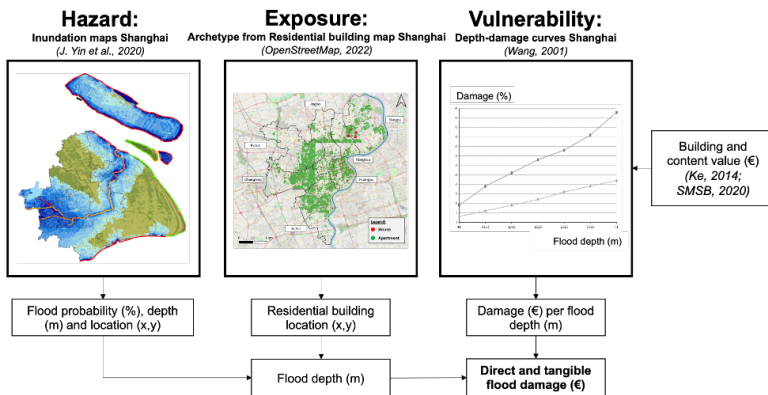 Hazard:
Inundation maps Shanghai
(J. Yin et al., 2020)
Exposure:
Archetype from Residential building map Shanghai
(OpenStreetMap, 2022)
Vulnerability:
Depth-damage curves Shanghai
(Wang, 2001)
Legend:
House
Apartment
Damage (%)
Flood depth (m)
Building and
content value (€)
(Ke, 2014;
SMSB, 2020)
Flood probability (%), depth
(m) and location (x,y)
Residential building
location (x,y)
Damage (€) per flood
depth (m)
Flood depth (m)
Direct and tangible
flood damage (€)